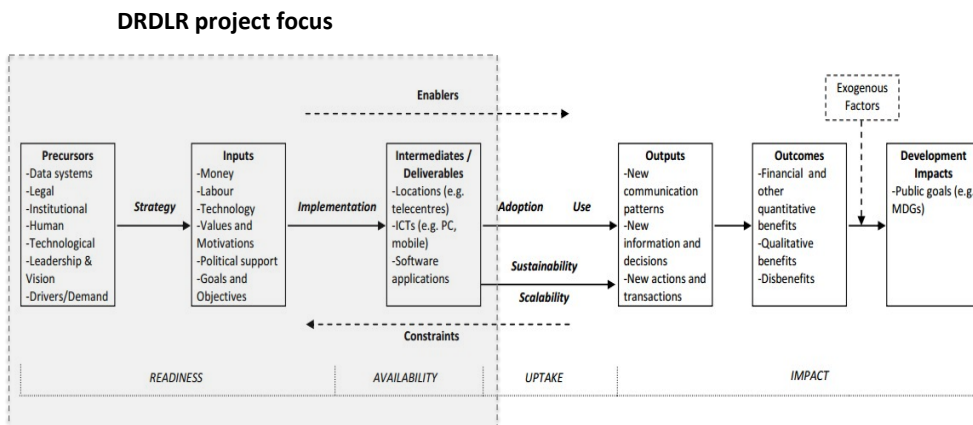 DRDLR project focus
Enablers
Exogenous
Factors
Precursors
-Data systems
-Legal
-Institutional
-Human
-Technological
-Leadership &
Vision
-Drivers/Demand
Strategy
Inputs
-Money
-Labour
-Technology
-Values and
Motivations
-Political support
-Goals and
Objectives
Implementation
Intermediates /
Deliverables
-Locations (e.g.
telecentres)
-ICTs (e.g. PC,
mobile)
-Software
applications
Adoption Use
Sustainability
Scalability
Outputs
-New
communication
patterns
-New
information and
decisions
-New actions and
transactions
Outcomes
-Financial and
other
quantitative
benefits
-Qualitative
benefits
-Disbenefits
Development
Impacts
-Public goals (e.g.
MDGs)
Constraints
READINESS
AVAILABILITY
UPTAKE
IMPACT